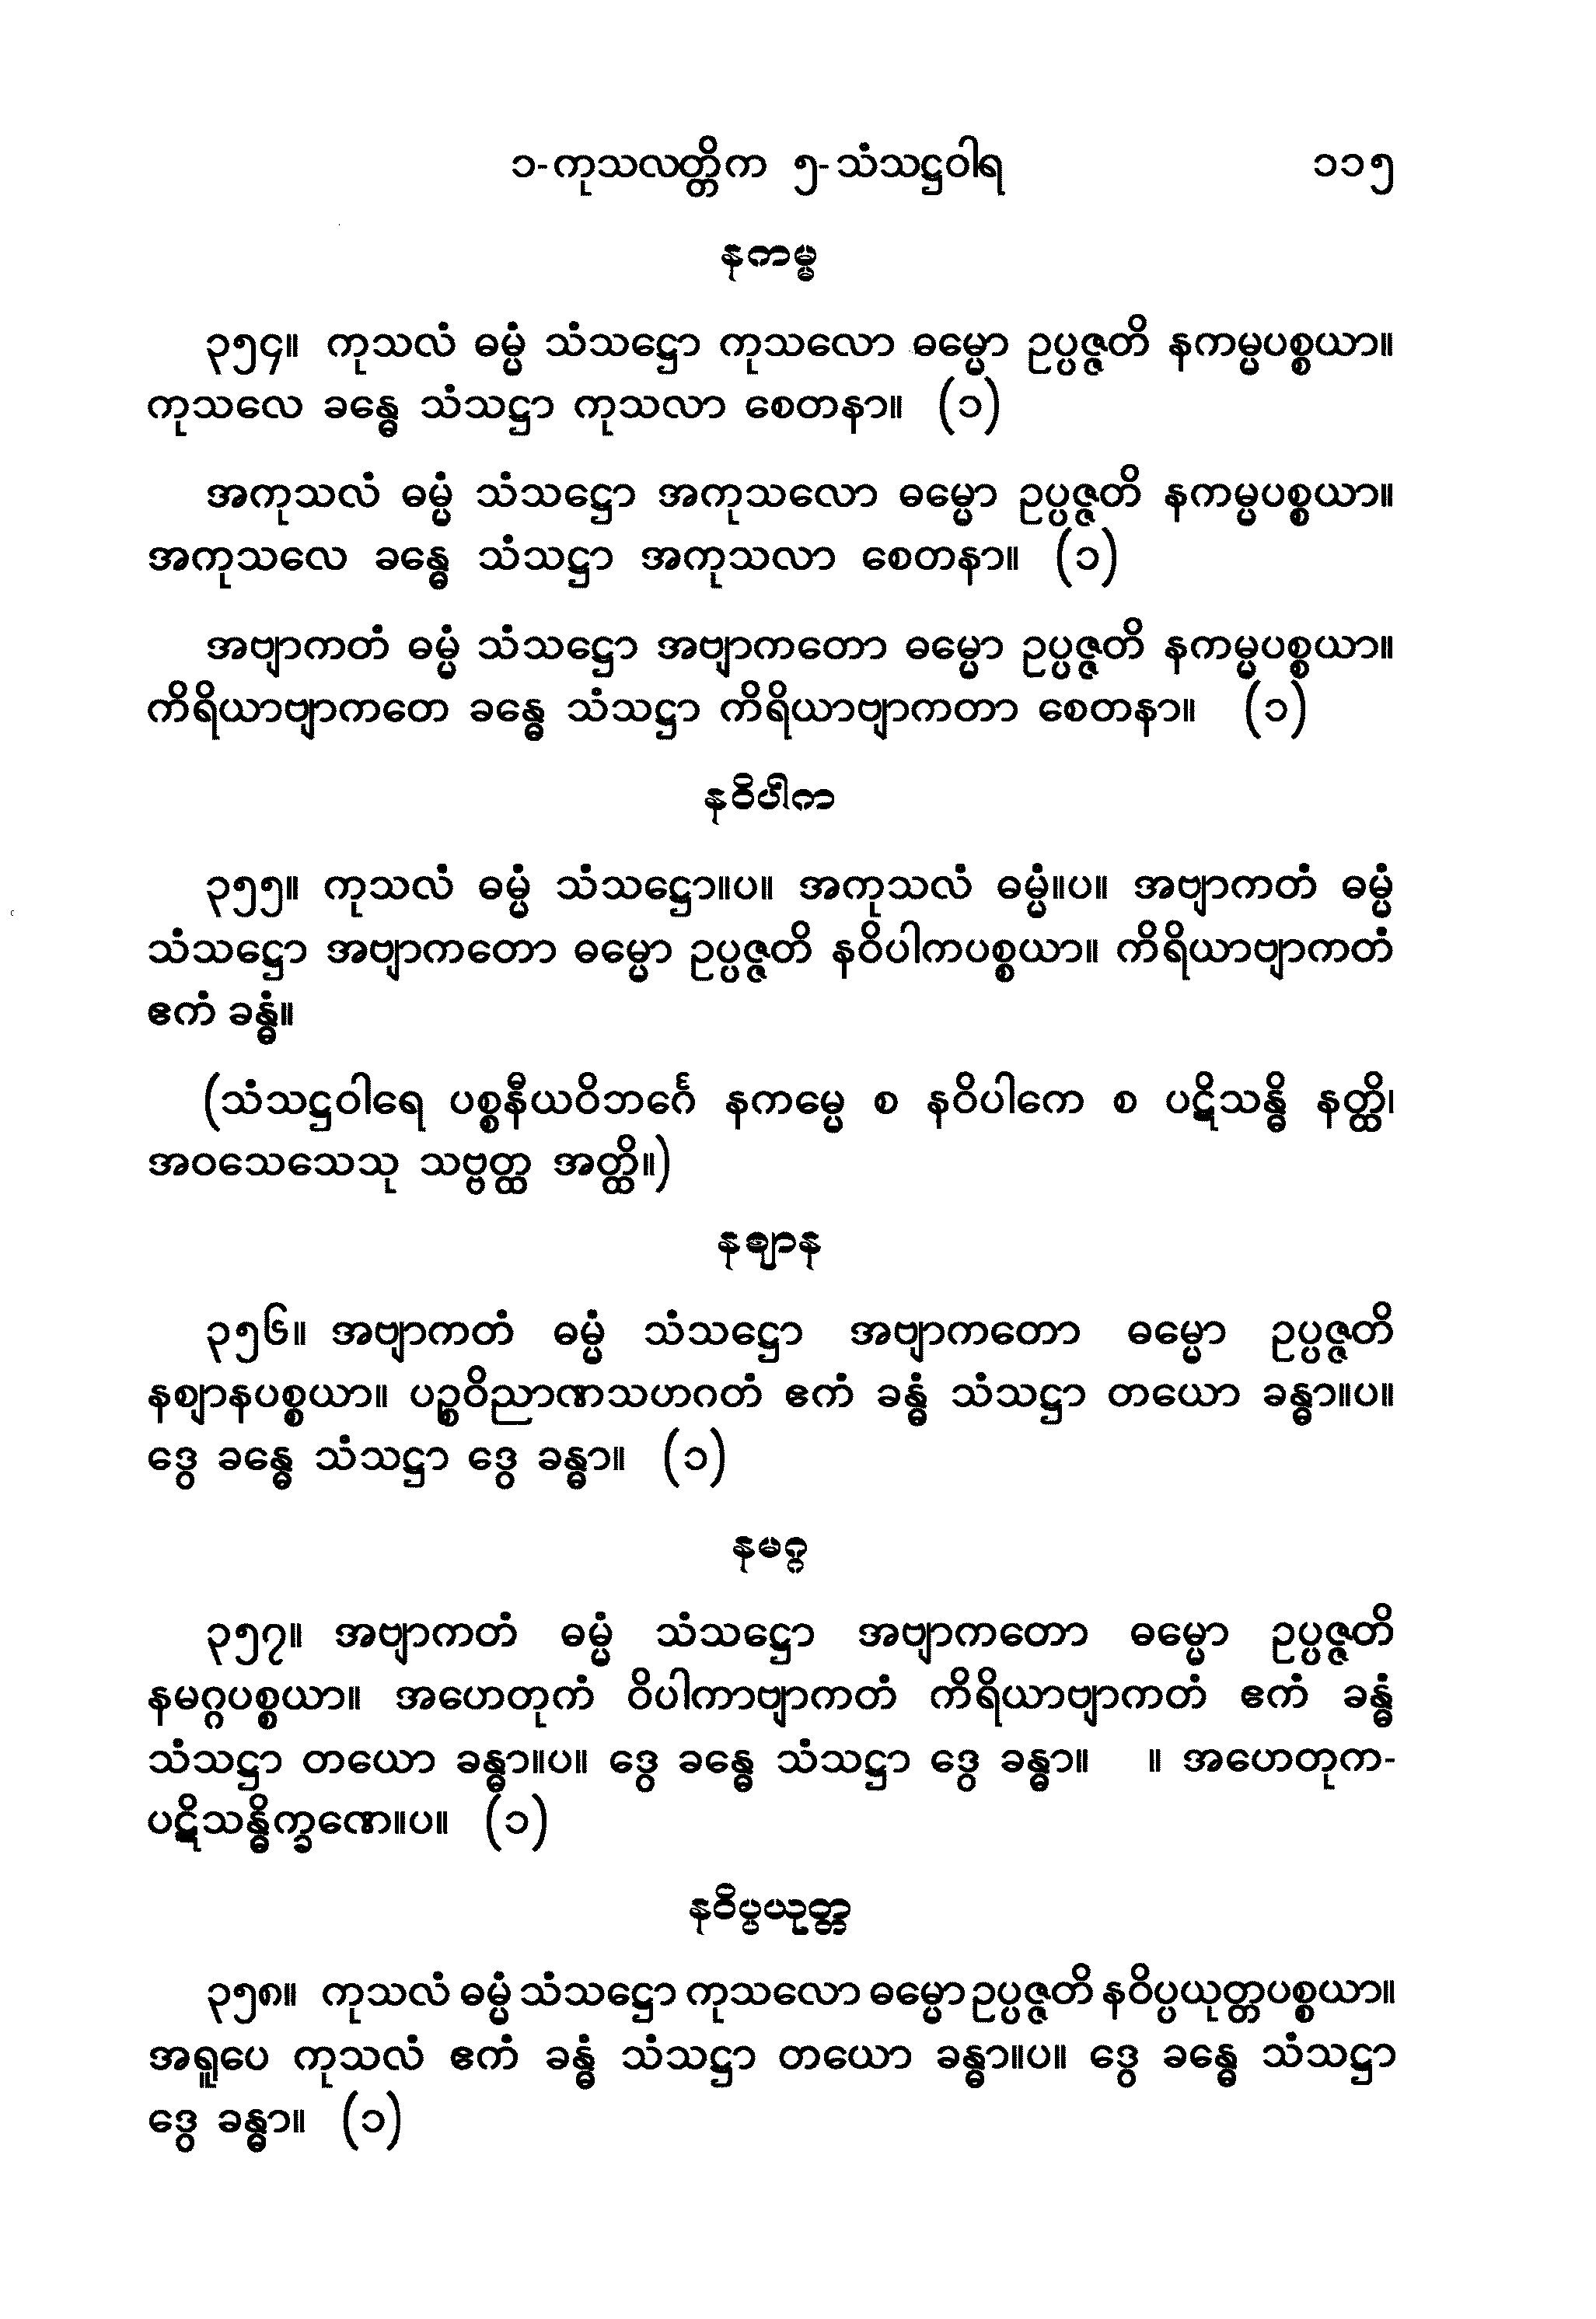 ၁-ကုသလတ္တိက ၅-သံသဋ္ဌဝါရ ၁၁၅
နကမ္မ
၃၅၄။ ကုသလံ ဓမ္မံ သံသဋ္ဌော ကုသလော ဓမ္မော ဥပ္ပဇ္ဇတိ နကမ္မပစ္စယာ။
ကုသလေ ခန္ဓေ သံသဋ္ဌာ ကုသလာ စေတနာ။ (၁)
အကုသလံ ဓမ္မံ သံသဋ္ဌော အကုသလော ဓမ္မော ဥပ္ပဇ္ဇတိ နကမ္မပစ္စယာ။
အကုသလေ ခန္ဓေ သံသဋ္ဌာ အကုသလာ စေတနာ။ (၁)
အဗျာကတံ ဓမ္မံ သံသဋ္ဌော အဗျာကတော ဓမ္မော ဥပ္ပဇ္ဇတိ နကမ္မပစ္စယာ။
ကိရိယာဗျာကတေ ခန္ဓေ သံသဋ္ဌာ ကိရိယာဗျာကတာ စေတနာ။ (၁)
နဝိပါက
၃၅၅။ ကုသလံ ဓမ္မံ သံသဋ္ဌော။ပ။ အကုသလံ ဓမ္မံ။ပ။ အဗျာကတံ ဓမ္မံ
သံသဋ္ဌော အဗျာကတော ဓမ္မော ဥပ္ပဇ္ဇတိ နဝိပါကပစ္စယာ။ ကိရိယာဗျာကတံ
ဧကံ ခန္ဓံ။
(သံသဋ္ဌဝါရေ ပစ္စနီယဝိဘင်္ဂေ နကမ္မေ စ နဝိပါကေ စ ပဋိသန္ဓိ နတ္ထိ၊
အဝသေသေသု သဗ္ဗတ္ထ အတ္ထိ။)
နဈာန
၃၅၆။ အဗျာကတံ ဓမ္မံ သံသဋ္ဌော အဗျာကတော ဓမ္မော ဥပ္ပဇ္ဇတိ
နဈာနပစ္စယာ။ ပဉ္စဝိညာဏသဟဂတံ ဧကံ ခန္ဓံ သံသဋ္ဌာ တယော ခန္ဓာ။ပ။
ဒွေ ခန္ဓေ သံသဋ္ဌာ ဒွေ ခန္ဓာ။ (၁)
နမဂ္ဂ
၃၅၇။ အဗျာကတံ ဓမ္မံ သံသဋ္ဌော အဗျာကတော ဓမ္မော ဥပ္ပဇ္ဇတိ
နမဂ္ဂပစ္စယာ။ အဟေတုကံ ဝိပါကာဗျာကတံ ကိရိယာဗျာကတံ ဧကံ ခန္ဓံ
သံသဋ္ဌာ တယော ခန္ဓာ။ပ။ ဒွေ ခန္ဓေ သံသဋ္ဌာ ဒွေ ခန္ဓာ။ ။ အဟေတုက-
ပဋိသန္ဓိက္ခဏေ။ပ။ (၁)
နဝိပ္ပယုတ္တ
၃၅၈။ ကုသလံ ဓမ္မံ သံသဋ္ဌော ကုသလော ဓမ္မော ဥပ္ပဇ္ဇတိ နဝိပ္ပယုတ္တပစ္စယာ။
အရူပေ ကုသလံ ဧကံ ခန္ဓံ သံသဋ္ဌာ တယော ခန္ဓာ။ပ။ ဒွေ ခန္ဓေ သံသဋ္ဌာ
ဒွေ ခန္ဓာ။ (၁)